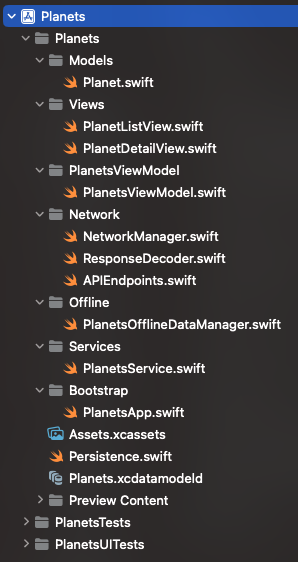 Planets
Planets
Models
Planet.swift
Views
PlanetListView.swift
PlanetDetailView.swift
PlanetsViewModel
PlanetsViewModel.swift
Network
NetworkManager.swift
ResponseDecoder.swift
APIEndpoints.swift
Offline
PlanetsOfflineDataManager.swift
Services
PlanetsService.swift
Bootstrap
PlanetsApp.swift
Assets.xcassets
Persistence.swift
Planets.xcdatamodeld
Preview Content
PlanetsTests
PlanetsUITests